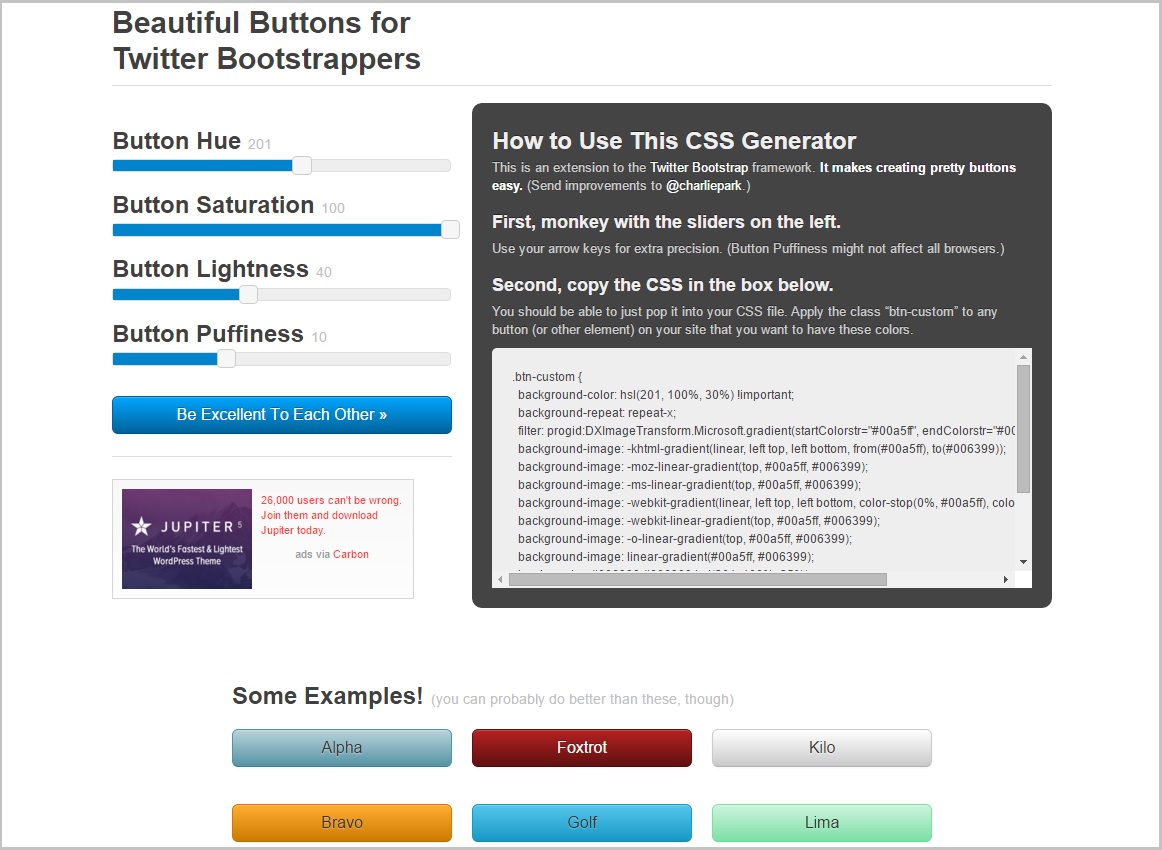 Beautiful Buttons for
Twitter Bootstrappers
Button Hue 201
Button Saturation 100
Button Lightness 40
Button Puffiness 10
Be Excellent To Each Other »
JUPITER 5
The World's Fastest & Lightest
WordPress Theme
26,000 users can't be wrong.
Join them and download
Jupiter today.
ads via Carbon
How to Use This CSS Generator
This is an extension to the Twitter Bootstrap framework. It makes creating pretty buttons
easy. (Send improvements to @charliepark.)
First, monkey with the sliders on the left.
Use your arrow keys for extra precision. (Button Puffiness might not affect all browsers.)
Second, copy the CSS in the box below.
You should be able to just pop it into your CSS file. Apply the class “btn-custom” to any
button (or other element) on your site that you want to have these colors.
.btn-custom {
background-color: hsl(201, 100%, 30%) !important;
background-repeat: repeat-x;
filter: progid:DXImageTransform.Microsoft.gradient(startColorstr="#00a5ff", endColorstr="#00
background-image: -khtml-gradient(linear, left top, left bottom, from(#00a5ff), to(#006399));
background-image: -moz-linear-gradient(top, #00a5ff, #006399);
background-image: -ms-linear-gradient(top, #00a5ff, #006399);
background-image: -webkit-gradient(linear, left top, left bottom, color-stop(0%, #00a5ff), colo
background-image: -webkit-linear-gradient(top, #00a5ff, #006399);
background-image: -o-linear-gradient(top, #00a5ff, #006399);
background-image: linear-gradient(#00a5ff, #006399);
Some Examples! (you can probably do better than these, though)
Alpha
Foxtrot
Kilo
Bravo
Golf
Lima